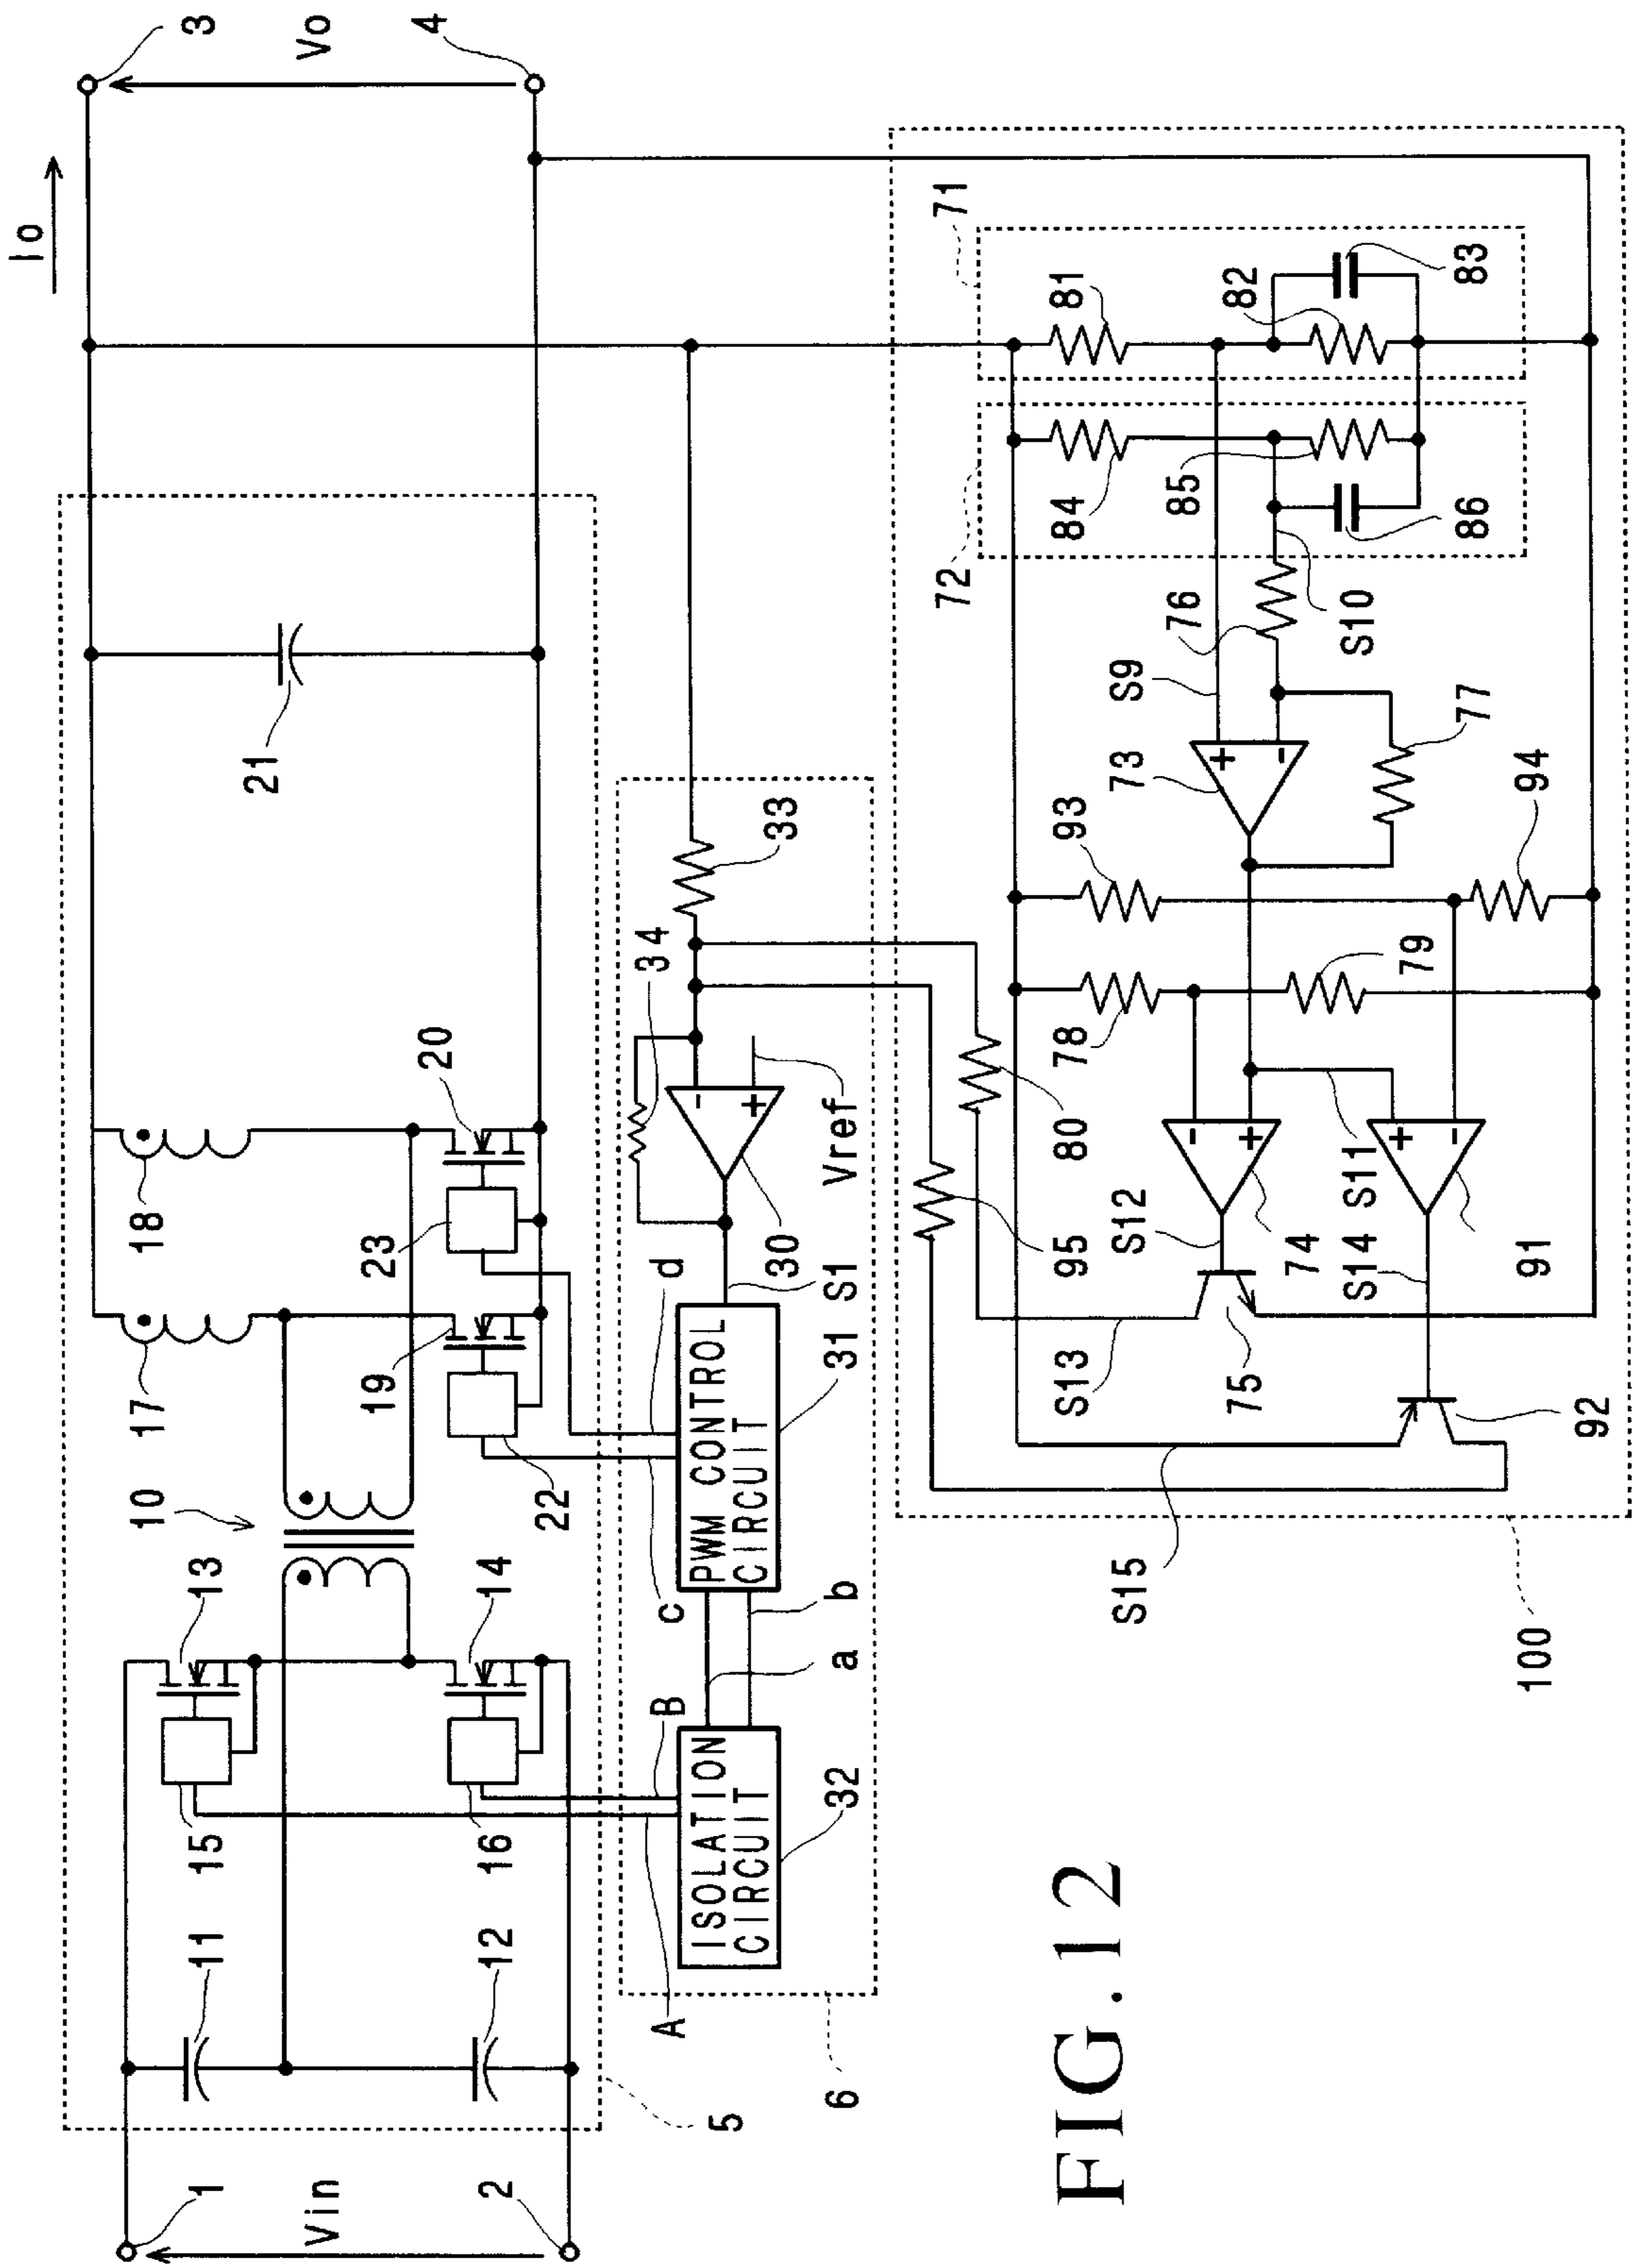 Io
3
Vo
4
1
Vin
2
5
11
12
13
14
15
16
10
17
18
19
20
21
22
23
6
A
B
ISOLATION
CIRCUIT
32
a
b
c
d
PWM CONTROL
CIRCUIT
31
S1
30
Vref
-
+
34
33
95
80
S13
75
S12
74
-
+
S11
S14
91
+
-
92
S15
100
78
79
93
94
73
+
-
77
S9
76
S10
72
84
85
86
71
81
82
83
FIG.12